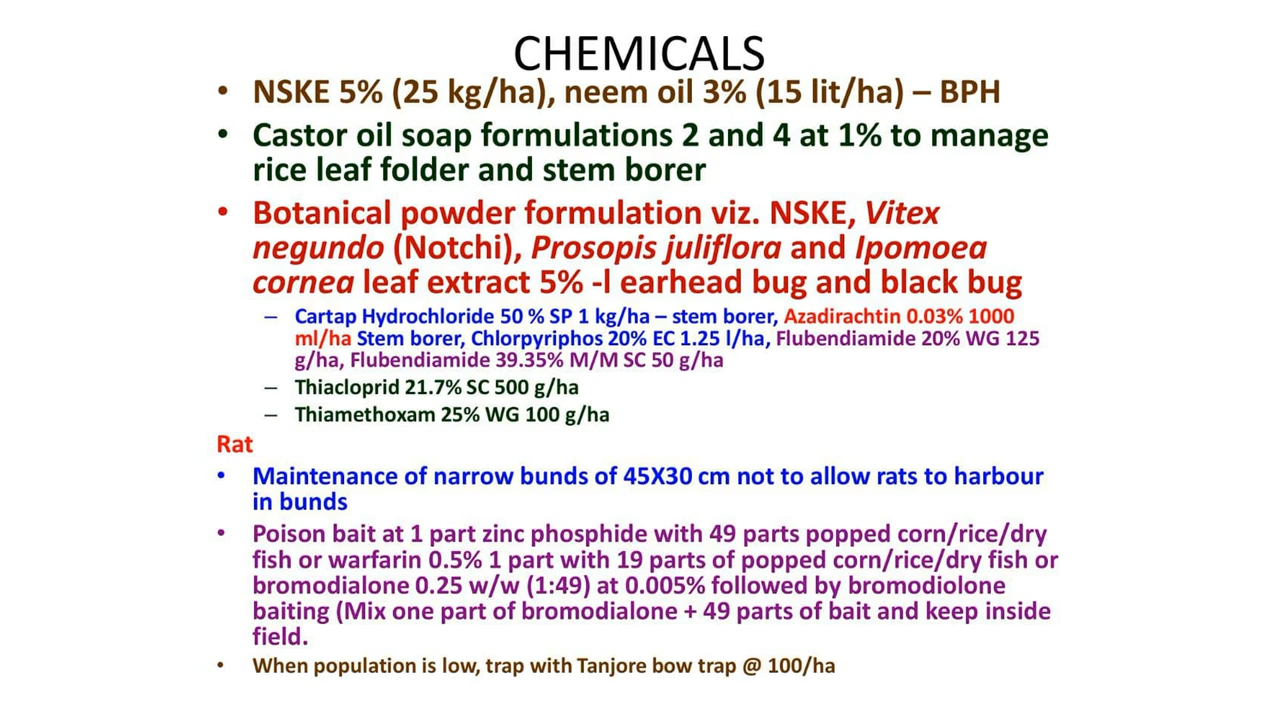 CHEMICALS
• NSKE 5% (25 kg/ha), neem oil 3% (15 lit/ha) – BPH
• Castor oil soap formulations 2 and 4 at 1% to manage
rice leaf folder and stem borer
• Botanical powder formulation viz. NSKE, Vitex
negundo (Notchi), Prosopis juliflora and Ipomoea
cornea leaf extract 5% -l earhead bug and black bug
– Cartap Hydrochloride 50 % SP 1 kg/ha – stem borer, Azadirachtin 0.03% 1000
ml/ha Stem borer, Chlorpyriphos 20% EC 1.25 l/ha, Flubendiamide 20% WG 125
g/ha, Flubendiamide 39.35% M/M SC 50 g/ha
– Thiacloprid 21.7% SC 500 g/ha
– Thiamethoxam 25% WG 100 g/ha
Rat
• Maintenance of narrow bunds of 45X30 cm not to allow rats to harbour
in bunds
• Poison bait at 1 part zinc phosphide with 49 parts popped corn/rice/dry
fish or warfarin 0.5% 1 part with 19 parts of popped corn/rice/dry fish or
bromodialone 0.25 w/w (1:49) at 0.005% followed by bromodiolone
baiting (Mix one part of bromodialone + 49 parts of bait and keep inside
field.
• When population is low, trap with Tanjore bow trap @ 100/ha